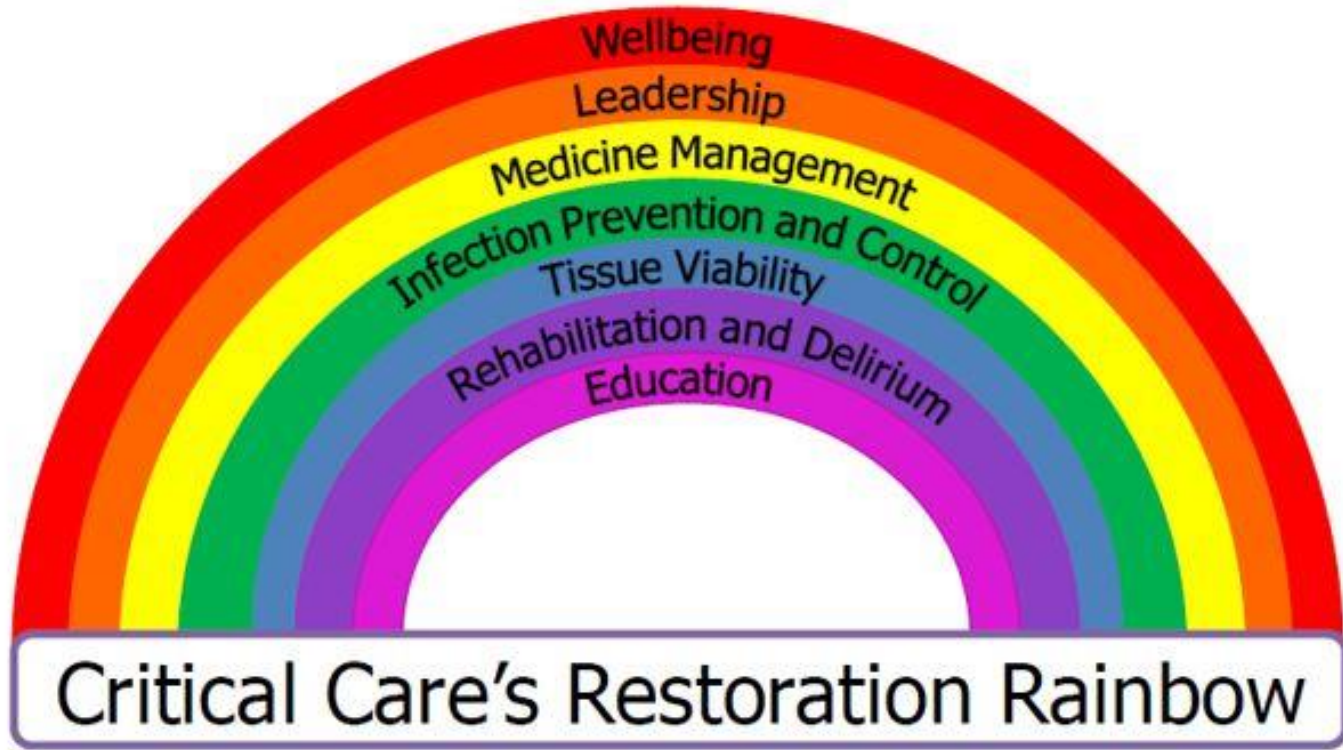 Wellbeing
Leadership
Medicine Management
Infection Prevention and Control
Tissue Viability
Rehabilitation and Delirium
Education
Critical Care’s Restoration Rainbow